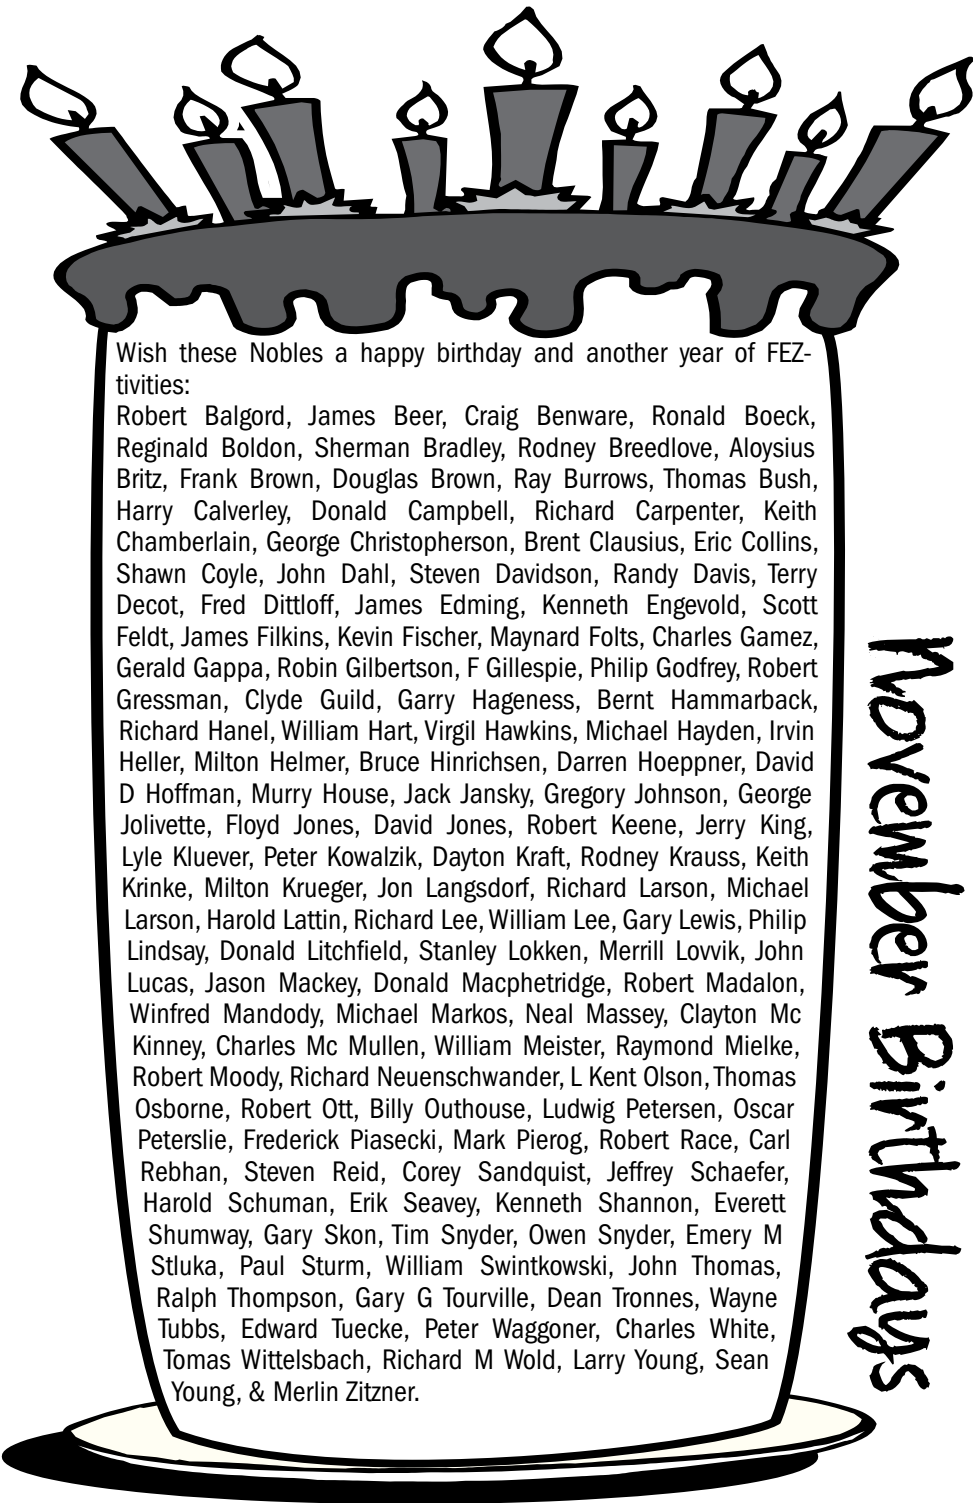 Wish these Nobles a happy birthday and another year of FEZ-
tivities:
Robert Balgord, James Beer, Craig Benware, Ronald Boeck,
Reginald Boldon, Sherman Bradley, Rodney Breedlove, Aloysius
Britz, Frank Brown, Douglas Brown, Ray Burrows, Thomas Bush,
Harry Calverley, Donald Campbell, Richard Carpenter, Keith
Chamberlain, George Christopherson, Brent Clausius, Eric Collins,
Shawn Coyle, John Dahl, Steven Davidson, Randy Davis, Terry
Decot, Fred Dittloff, James Edming, Kenneth Engevold, Scott
Feldt, James Filkins, Kevin Fischer, Maynard Folts, Charles Gamez,
Gerald Gappa, Robin Gilbertson, F Gillespie, Philip Godfrey, Robert
Gressman, Clyde Guild, Garry Hageness, Bernt Hammarback,
Richard Hanel, William Hart, Virgil Hawkins, Michael Hayden, Irvin
Heller, Milton Helmer, Bruce Hinrichsen, Darren Hoeppner, David
D Hoffman, Murry House, Jack Jansky, Gregory Johnson, George
Jolivette, Floyd Jones, David Jones, Robert Keene, Jerry King,
Lyle Kluever, Peter Kowalzik, Dayton Kraft, Rodney Krauss, Keith
Krinke, Milton Krueger, Jon Langsdorf, Richard Larson, Michael
Larson, Harold Lattin, Richard Lee, William Lee, Gary Lewis, Philip
Lindsay, Donald Litchfield, Stanley Lokken, Merrill Lovvik, John
Lucas, Jason Mackey, Donald Macphetridge, Robert Madalon,
Winfred Mandody, Michael Markos, Neal Massey, Clayton Mc
Kinney, Charles Mc Mullen, William Meister, Raymond Mielke,
Robert Moody, Richard Neuenschwander, L Kent Olson, Thomas
Osborne, Robert Ott, Billy Outhouse, Ludwig Petersen, Oscar
Peterslie, Frederick Piasecki, Mark Pierog, Robert Race, Carl
Rebhan, Steven Reid, Corey Sandquist, Jeffrey Schaefer,
Harold Schuman, Erik Seavey, Kenneth Shannon, Everett
Shumway, Gary Skon, Tim Snyder, Owen Snyder, Emery M
Stluka, Paul Sturm, William Swintkowski, John Thomas,
Ralph Thompson, Gary G Tourville, Dean Tronnes, Wayne
Tubbs, Edward Tuecke, Peter Waggoner, Charles White,
Tomas Wittelsbach, Richard M Wold, Larry Young, Sean
Young, & Merlin Zitzner.
November Birthdays